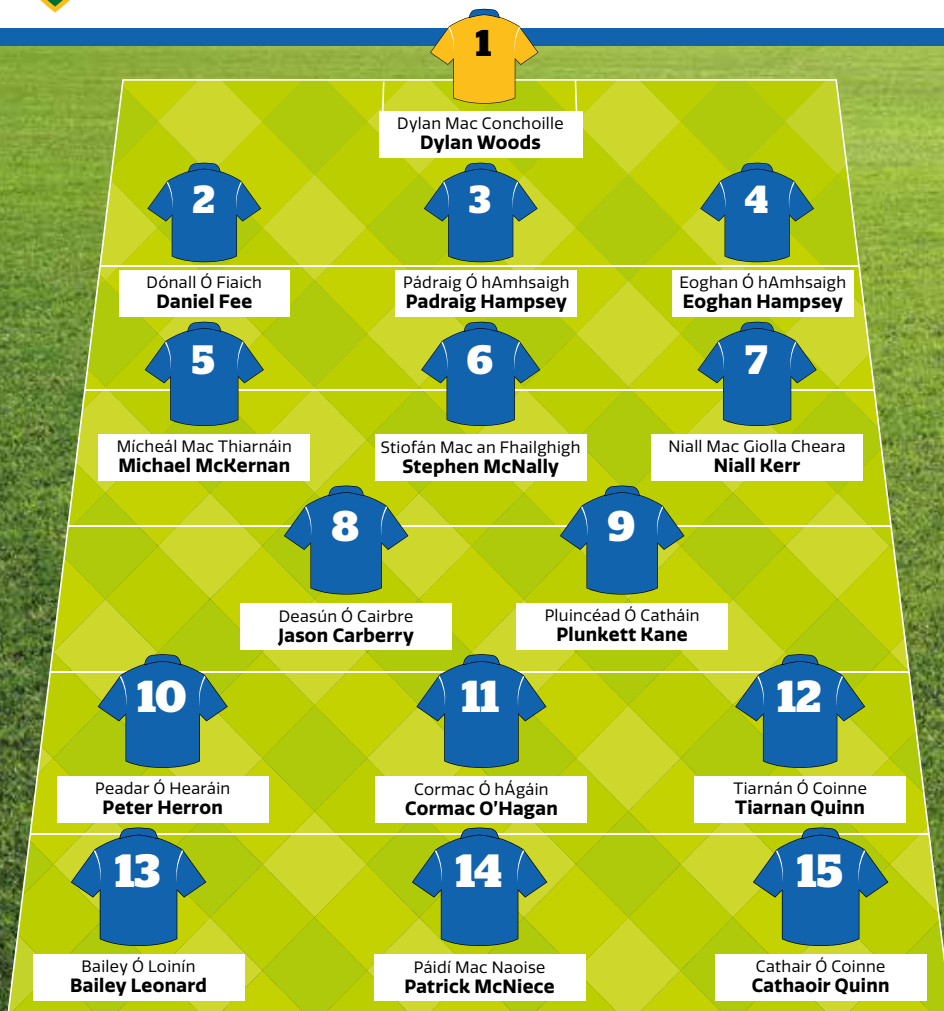 1
Dylan Mac Conchoille
Dylan Woods
2
3
4
Dónall Ó Fiaich
Daniel Fee
Pádraig Ó hAmhsaigh
Padraig Hampsey
Eoghan Ó hAmhsaigh
Eoghan Hampsey
5
6
7
Mícheál Mac Thiarnáin
Michael McKernan
Stiofán Mac an Fhailghigh
Stephen McNally
Niall Mac Giolla Cheara
Niall Kerr
8
9
Deasún Ó Cairbre
Jason Carberry
Pluincéad Ó Catháin
Plunkett Kane
10
11
12
Peadar Ó Hearáin
Peter Herron
Cormac Ó hÁgáin
Cormac O'Hagan
Tiarnán Ó Coinne
Tiarnan Quinn
13
14
15
Bailey Ó Loinín
Bailey Leonard
Páidí Mac Naoise
Patrick McNiece
Cathair Ó Coinne
Cathaoir Quinn